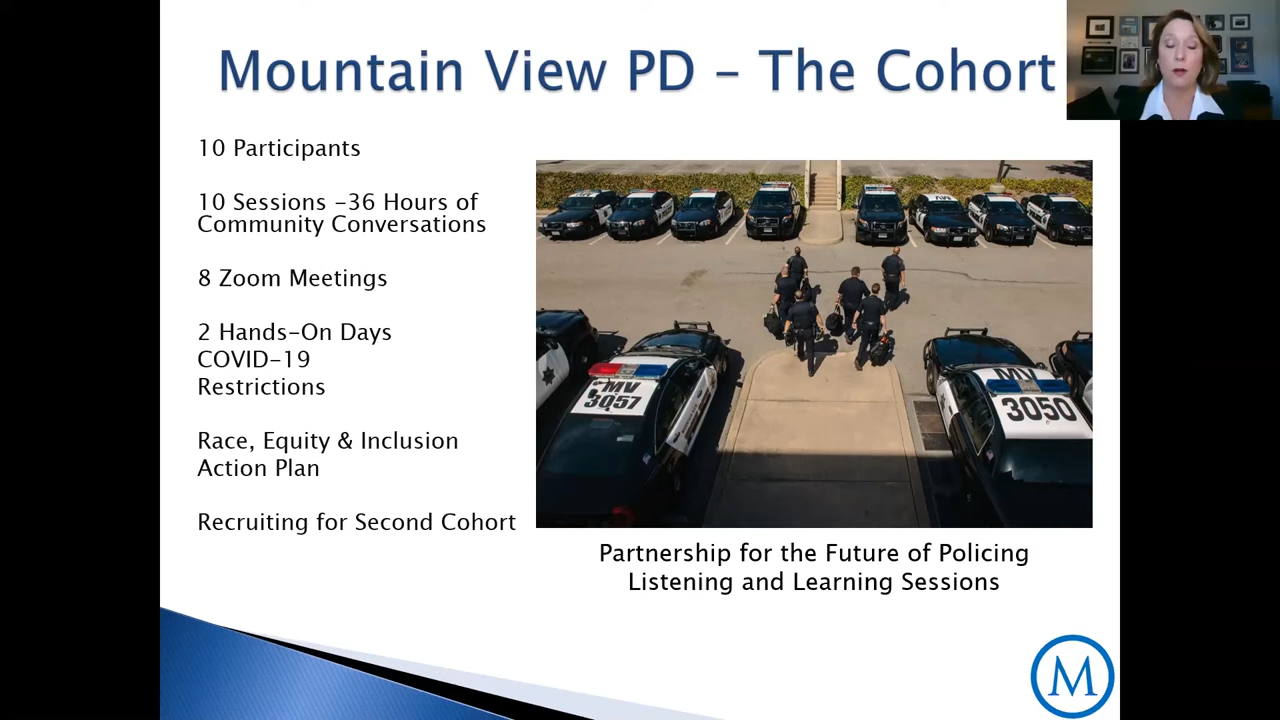 Mountain View PD – The Cohort
10 Participants
10 Sessions –36 Hours of
Community Conversations
8 Zoom Meetings
2 Hands–On Days
COVID–19
Restrictions
Race, Equity & Inclusion
Action Plan
Recruiting for Second Cohort
MV
3057
MV
3050
Partnership for the Future of Policing
Listening and Learning Sessions
M